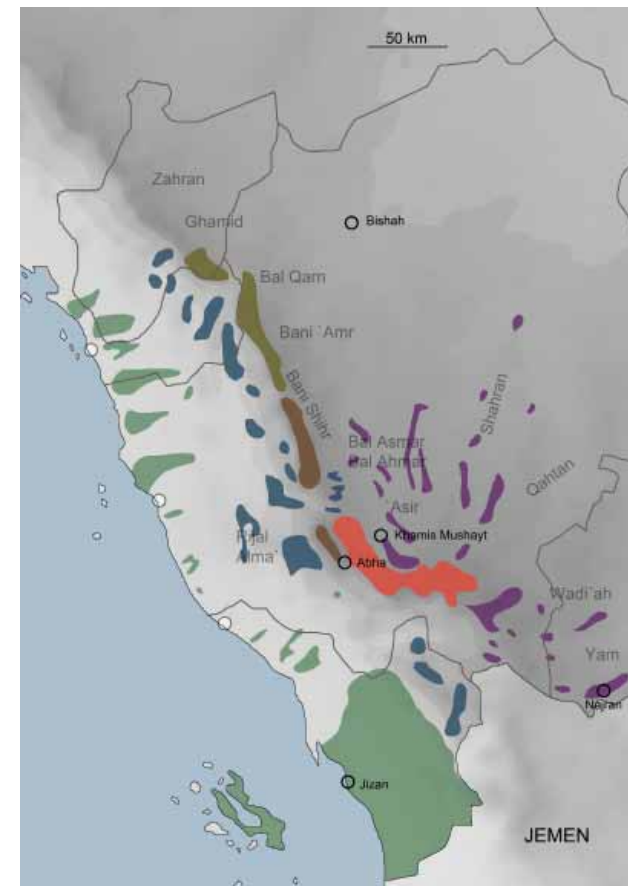 50 km
Zahran
Ghamid
Bishah
Bal Qarn
Bani `Amr
Bani Shihr
Shahran
Bal Asmar
Bal Ahmar
Qahtan
Asir
Khamis Mushayt
Rijal
Alma`
Abha
Wadi`ah
Yam
Najran
Jizan
JEMEN